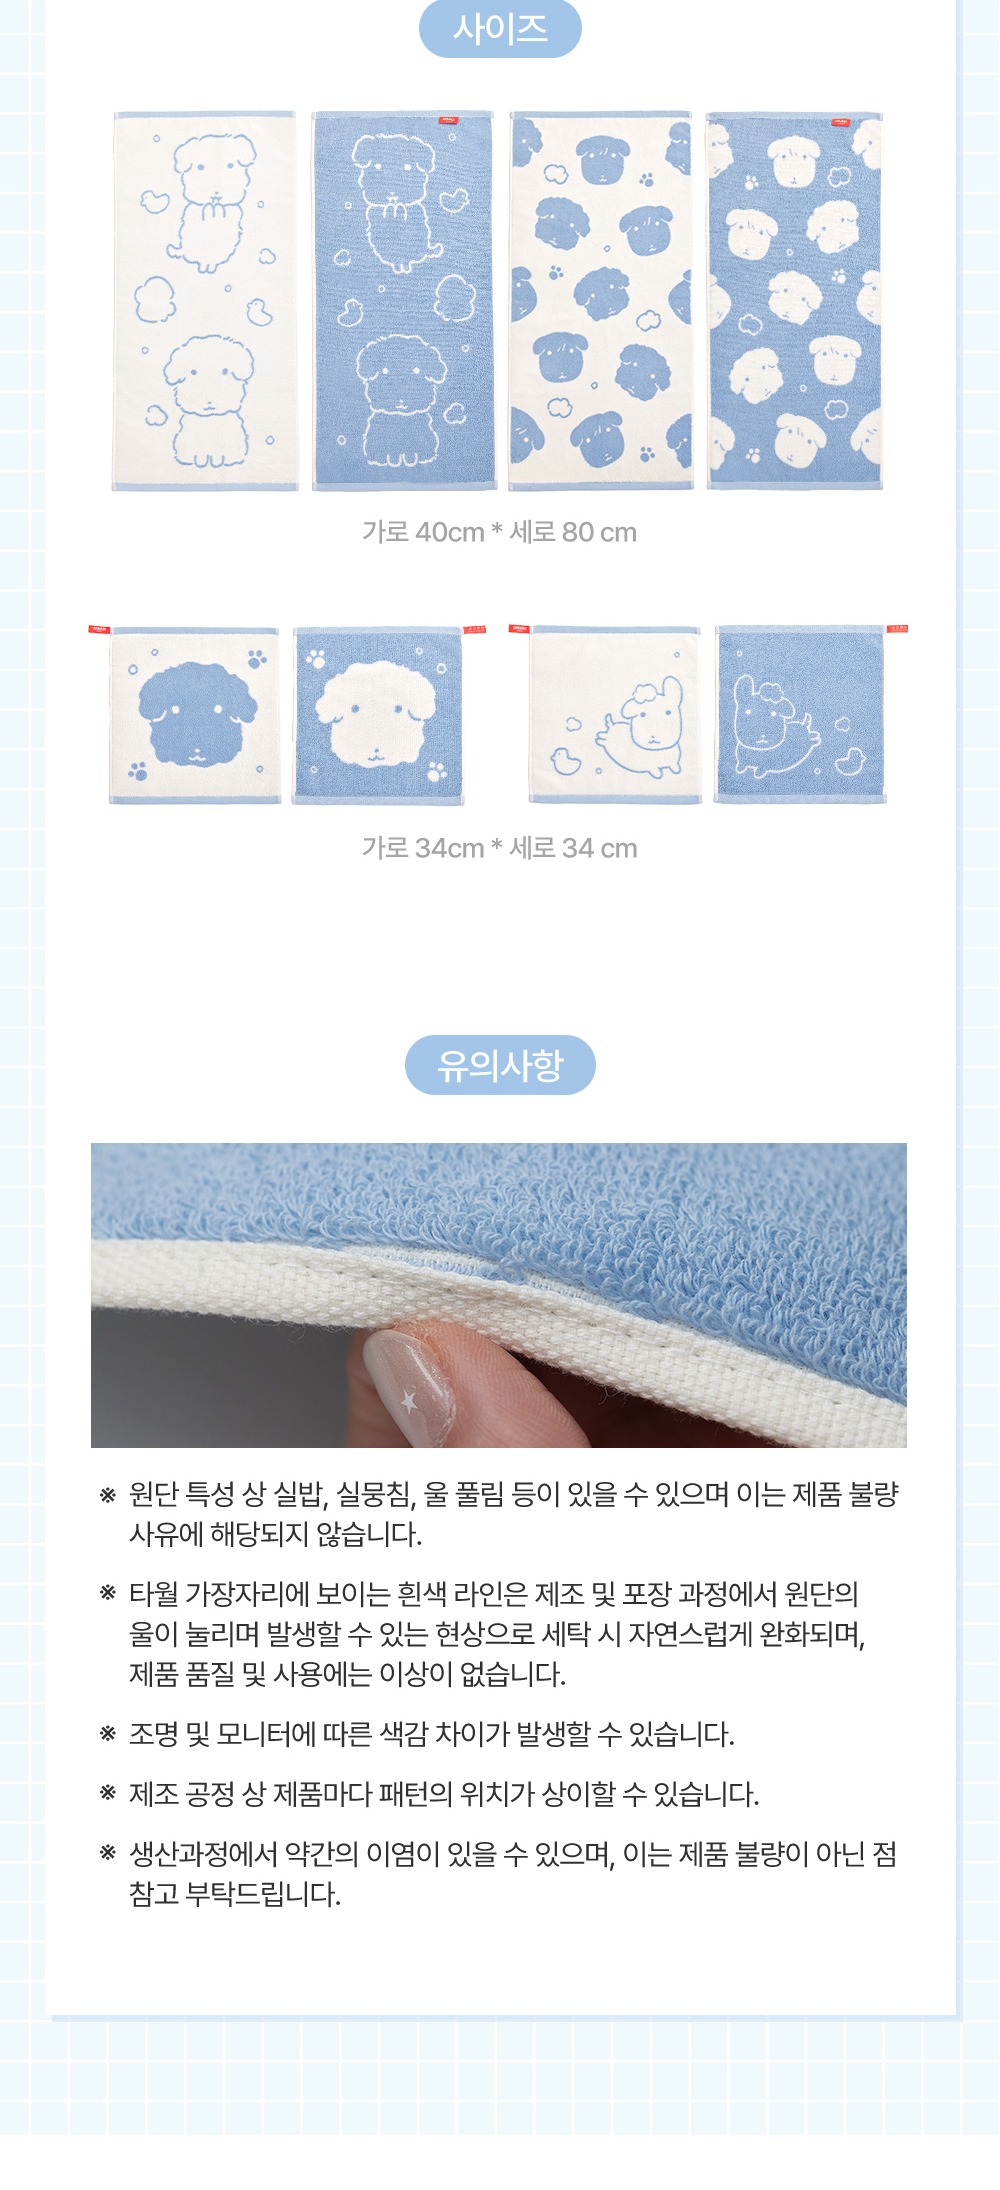 사이즈
가로 40cm * 세로 80 cm
가로 34cm * 세로 34 cm
유의사항
※ 원단 특성 상 실밥, 실뭉침, 울 풀림 등이 있을 수 있으며 이는 제품 불량
사유에 해당되지 않습니다.
※ 타월 가장자리에 보이는 흰색 라인은 제조 및 포장 과정에서 원단의
울이 눌리며 발생할 수 있는 현상으로 세탁 시 자연스럽게 완화되며,
제품 품질 및 사용에는 이상이 없습니다.
※ 조명 및 모니터에 따른 색감 차이가 발생할 수 있습니다.
※ 제조 공정 상 제품마다 패턴의 위치가 상이할 수 있습니다.
※ 생산과정에서 약간의 이염이 있을 수 있으며, 이는 제품 불량이 아닌 점
참고 부탁드립니다.